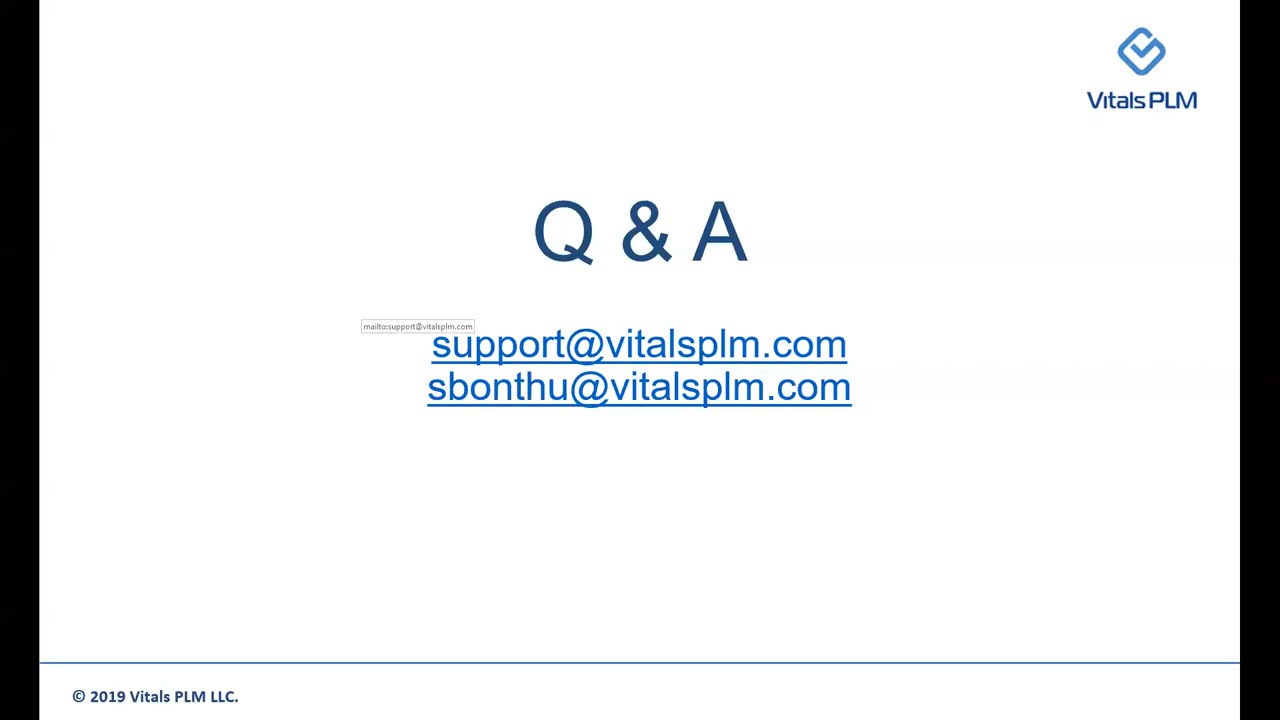 Vitals PLM
Q & A
mailto:support@vitalsplm.com
support@vitalsplm.com
sbonthu@vitalsplm.com
© 2019 Vitals PLM LLC.